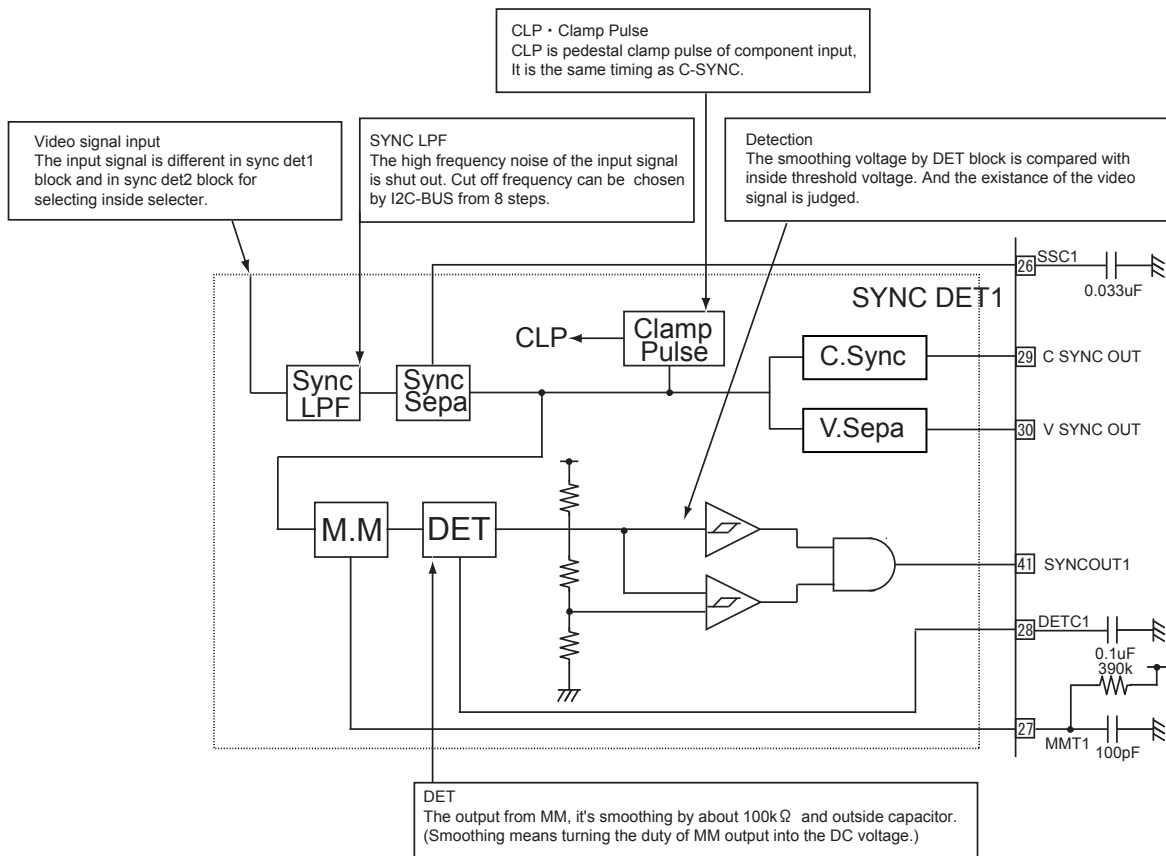 CLP・Clamp Pulse
CLP is pedestal clamp pulse of component input,
It is the same timing as C-SYNC.
Video signal input
The input signal is different in sync det1
block and in sync det2 block for
selecting inside selecter.
SYNC LPF
The high frequency noise of the input signal
is shut out. Cut off frequency can be chosen
by I2C-BUS from 8 steps.
Detection
The smoothing voltage by DET block is compared with
inside threshold voltage. And the existance of the video
signal is judged.
26
SSC1
0.033uF
SYNC DET1
CLP
Clamp
Pulse
Sync
LPF
Sync
Sepa
C.Sync
29
C SYNC OUT
V.Sepa
30
V SYNC OUT
M.M
DET
41
SYNCOUT1
28
DETC1
0.1uF
390k
27
MMT1
100pF
DET
The output from MM, it's smoothing by about 100kΩ and outside capacitor.
(Smoothing means turning the duty of MM output into the DC voltage.)